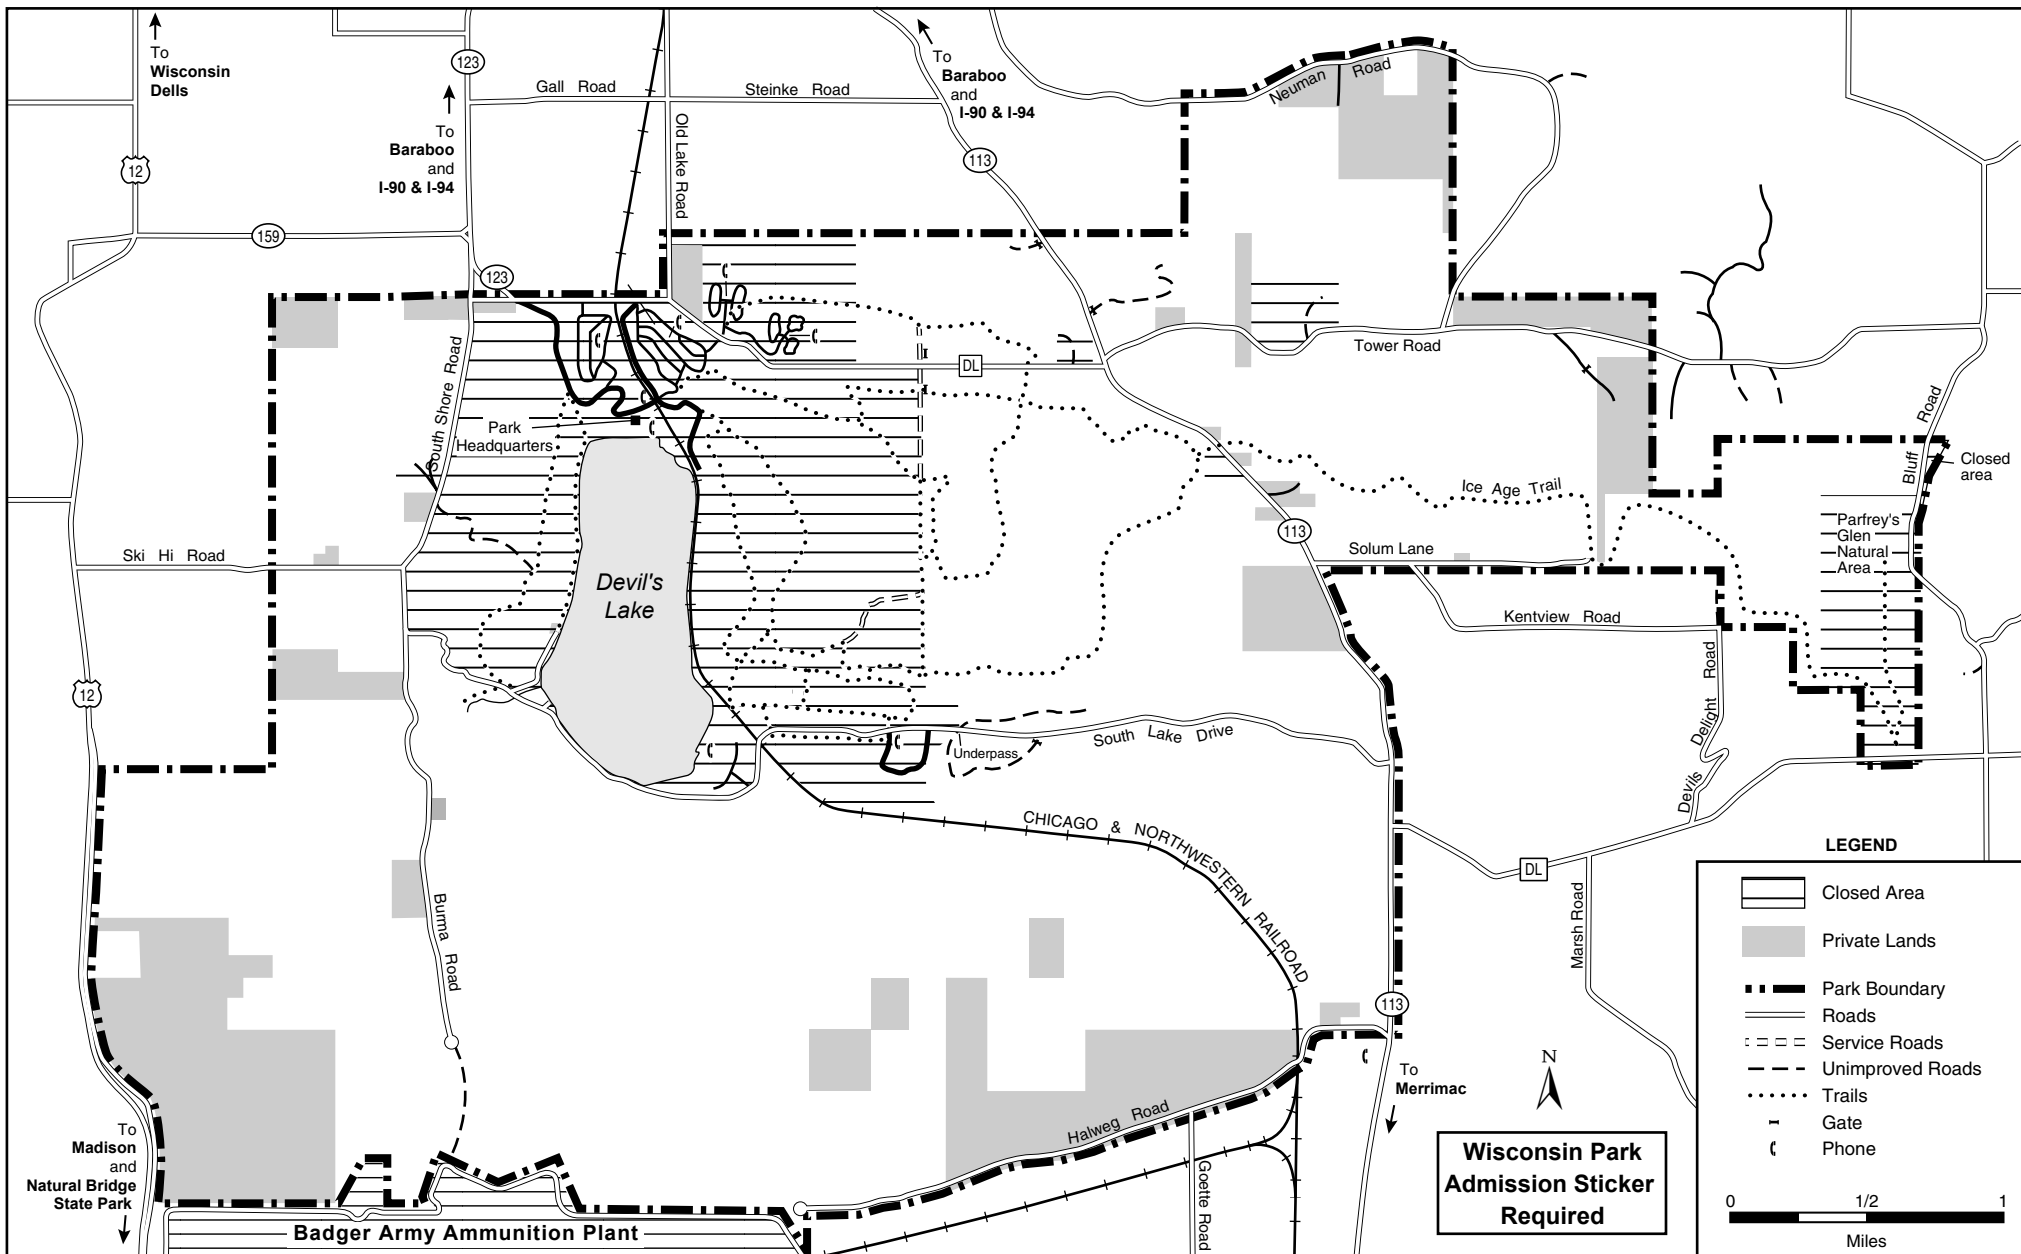 To
Wisconsin
Dells
123
To
Baraboo
and
I-90 & I-94
Gall Road
Steinke Road
Old Lake Road
To
Baraboo
and
I-90 & I-94
113
Neuman Road
12
159
123
South Shore Road
Park
Headquarters
DL
Tower Road
Bluff Road
Closed
area
Ice Age Trail
Parfrey's
Glen
Natural
Area
113
Solum Lane
Ski Hi Road
Devil's
Lake
Kentview Road
12
Devils Delight Road
South Lake Drive
Underpass
CHICAGO & NORTHWESTERN RAILROAD
DL
Marsh Road
Burma Road
113
To
Merrimac
N
Halweg Road
Goette Road
To
Madison
and
Natural Bridge
State Park
Badger Army Ammunition Plant
Wisconsin Park
Admission Sticker
Required
LEGEND
Closed Area
Private Lands
Park Boundary
Roads
Service Roads
Unimproved Roads
Trails
Gate
Phone
0 1/2 1
Miles